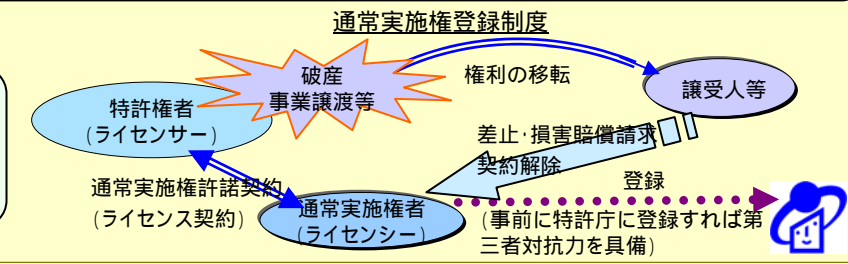 通常実施権登録制度
破産
事業譲渡等
権利の移転
譲受人等
特許権者
(ライセンサー)
差止・損害賠償請求
契約解除
通常実施権許諾契約
(ライセンス契約)
通常実施権者
(ライセンシー)
登録
(事前に特許庁に登録すれば第
三者対抗力を具備)